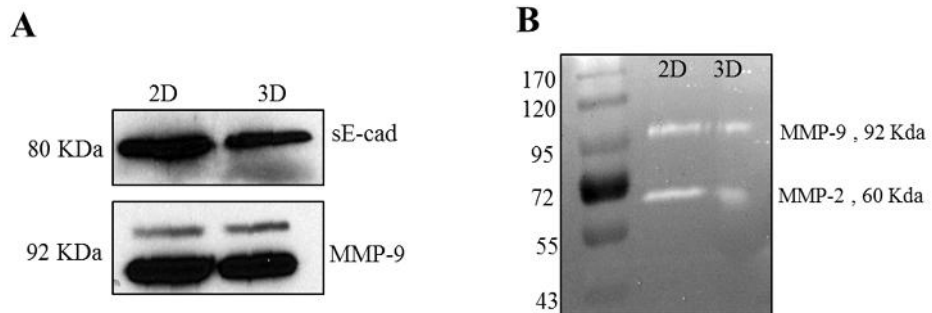 A
2D 3D
sE-cad
80 KDa
92 KDa
MMP-9
B
2D 3D
170
120
MMP-9 , 92 Kda
95
72
MMP-2 , 60 Kda
55
43